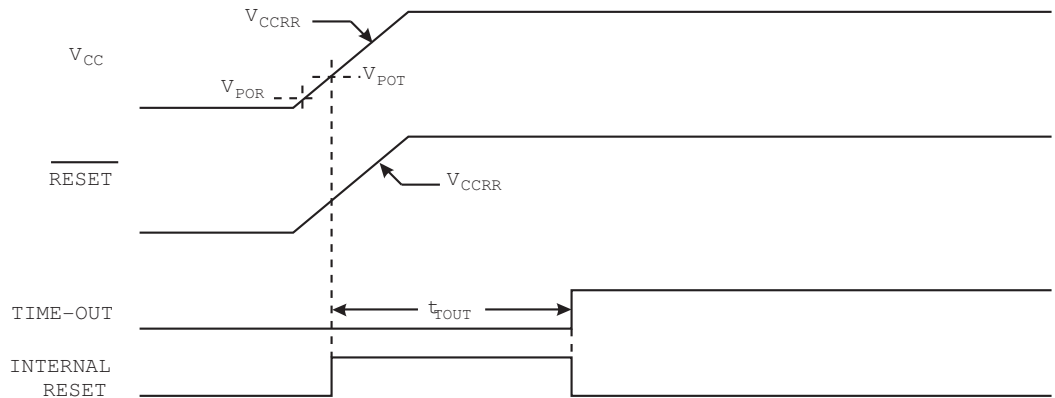 VCCRR
VCC
VPOR
VPOT
RESET
VCCRR
TIME-OUT
tTOUT
INTERNAL
RESET